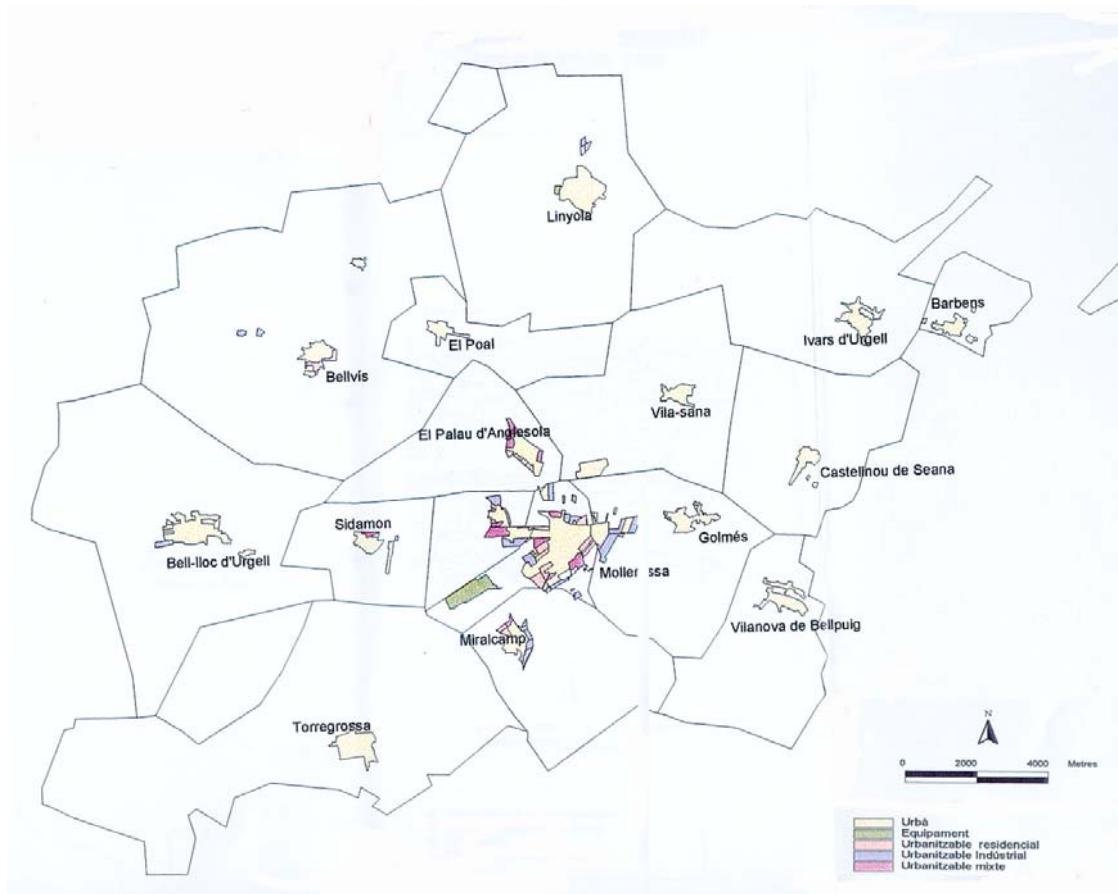 Linyola
Barbens
Ivars d'Urgell
El Poal
Bellvís
Vila-sana
El Palau d'Anglesola
Castellnou de Seana
Sidamon
Golmés
Bell-lloc d'Urgell
Mollerussa
Vilanova de Bellpuig
Miralcamp
Torregrossa
N
0 2000 4000 Metres
Urbà
Equipament
Urbanitzable residencial
Urbanitzable Indústrial
Urbanitzable mixte